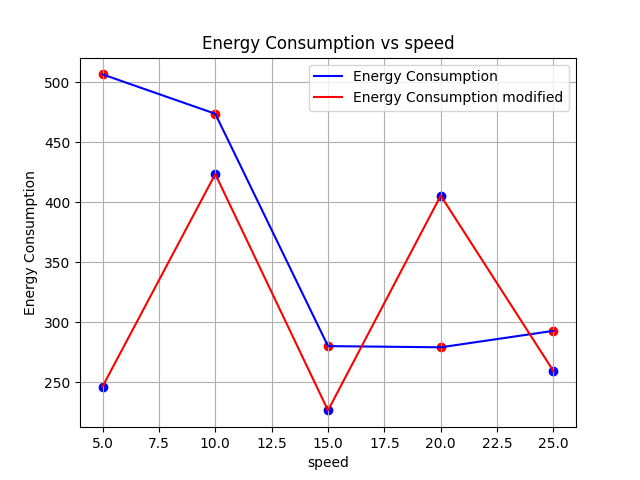 Energy Consumption vs speed
Energy Consumption
Energy Consumption modified
500
450
400
350
300
250
Energy Consumption
5.0 7.5 10.0 12.5 15.0 17.5 20.0 22.5 25.0
speed